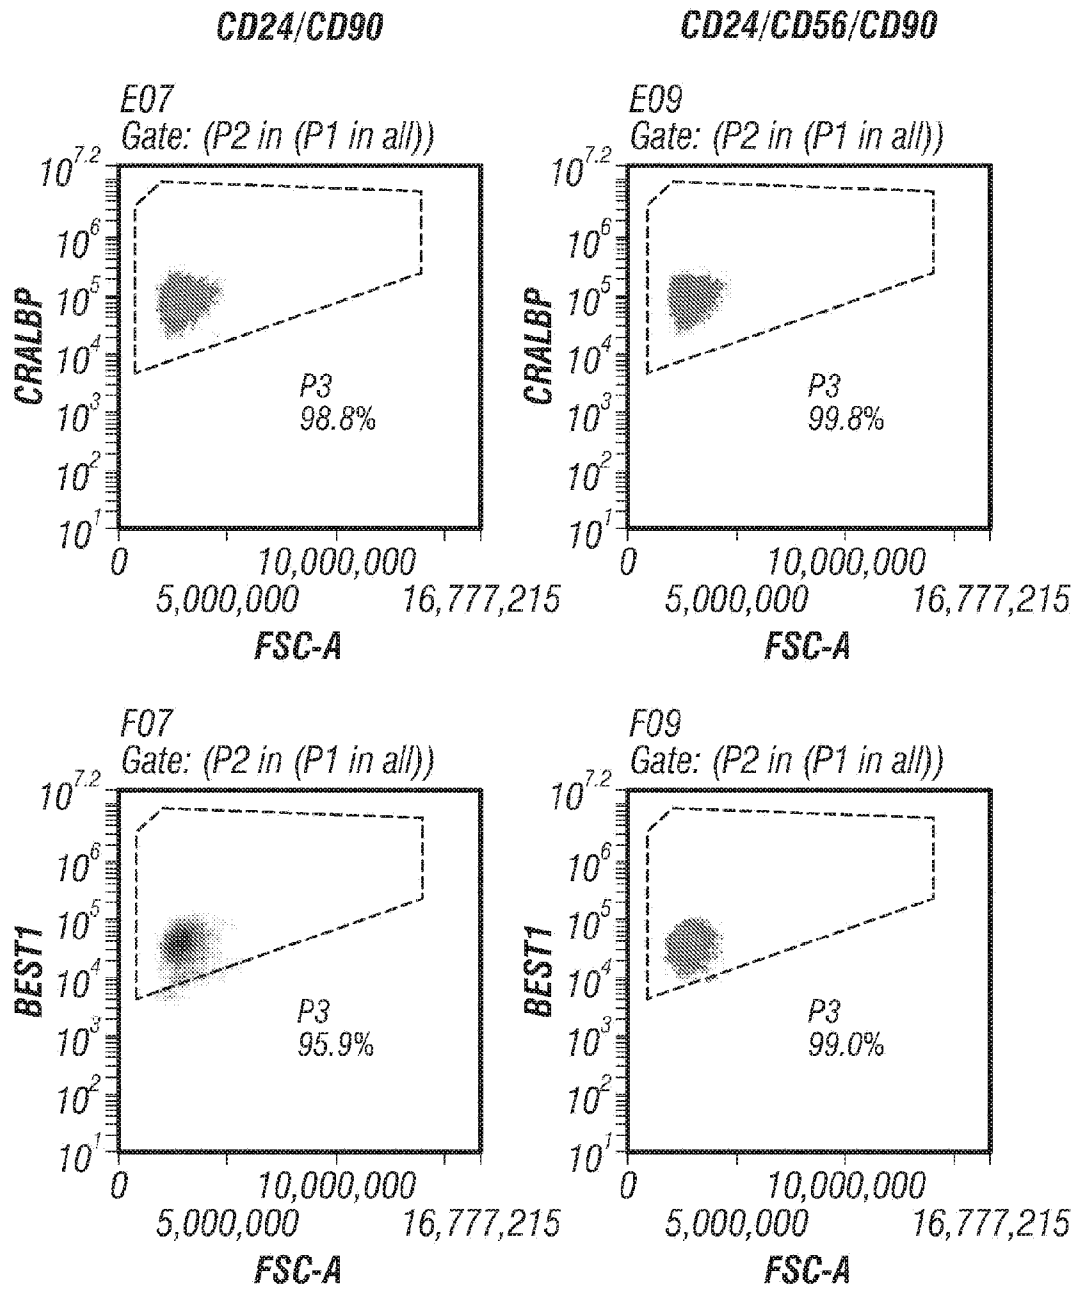 CD24/CD90
CD24/CD56/CD90
E07
Gate: (P2 in (P1 in all))
10^7.2
10^6
10^5
10^4
10^3
10^2
10^1
CRALBP
P3
98.8%
0
10,000,000
5,000,000
16,777,215
FSC-A
E09
Gate: (P2 in (P1 in all))
10^7.2
10^6
10^5
10^4
10^3
10^2
10^1
CRALBP
P3
99.8%
0
10,000,000
5,000,000
16,777,215
FSC-A
F07
Gate: (P2 in (P1 in all))
10^7.2
10^6
10^5
10^4
10^3
10^2
10^1
BEST1
P3
95.9%
0
10,000,000
5,000,000
16,777,215
FSC-A
F09
Gate: (P2 in (P1 in all))
10^7.2
10^6
10^5
10^4
10^3
10^2
10^1
BEST1
P3
99.0%
0
10,000,000
5,000,000
16,777,215
FSC-A